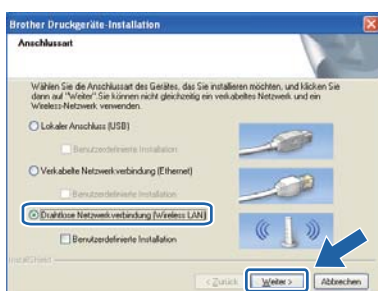 Brother Druckgeräte-Installation
Anschlussart
Wählen Sie die Anschlussart des Gerätes, das Sie installieren möchten, und klicken Sie
dann auf "Weiter". Sie können nicht gleichzeitig ein verkabeltes Netzwerk und ein
Wireless-Netzwerk verwenden.
Lokaler Anschluss (USB)
Benutzerdefinierte Installation
Verkabelte Netzwerkverbindung (Ethernet)
Benutzerdefinierte Installation
Drahtlose Netzwerkverbindung (Wireless LAN)
Benutzerdefinierte Installation
InstallShield
< Zurück Weiter > Abbrechen